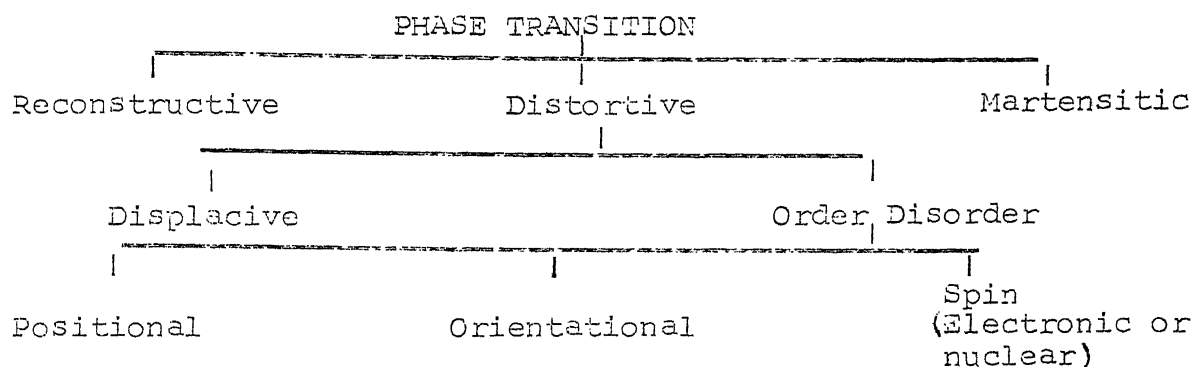 PHASE TRANSITION
Reconstructive Distortive Martensitic
Displacive Order Disorder
Positional Orientational Spin
(Electronic or
nuclear)